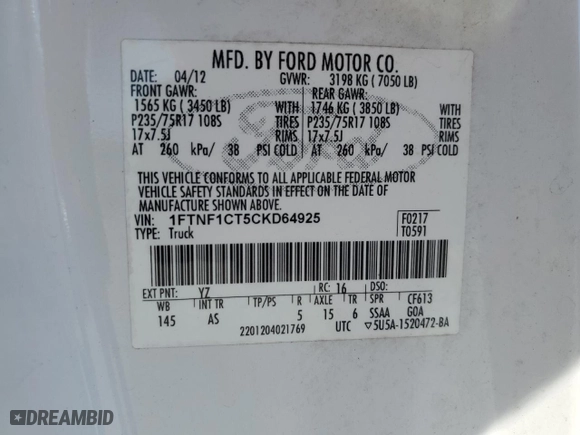 MFD. BY FORD MOTOR CO.
DATE: 04/12 GVWR: 3198 KG ( 7050 LB)
FRONT GAWR: REAR GAWR:
1565 KG ( 3450 LB) WITH 1746 KG ( 3850 LB) WITH
P235/75R17 108S TIRES P235/75R17 108S TIRES
17x7.5J RIMS 17x7.5J RIMS
AT 260 kPa/ 38 PSI COLD AT 260 kPa/ 38 PSI COLD
THIS VEHICLE CONFORMS TO ALL APPLICABLE FEDERAL MOTOR
VEHICLE SAFETY STANDARDS IN EFFECT ON THE DATE OF
MANUFACTURE SHOWN ABOVE.
VIN: 1FTNF1CT5CKD64925 F0217
TYPE: Truck T0591
EXT PNT: YZ RC: 16 DSO:
WB INT TR TP/PS R AXLE TR SPR CF613
145 AS 5 15 6 SSAA GOA
2201204021769 UTC ▽5U5A-1520472-BA
Ford
DREAMBID